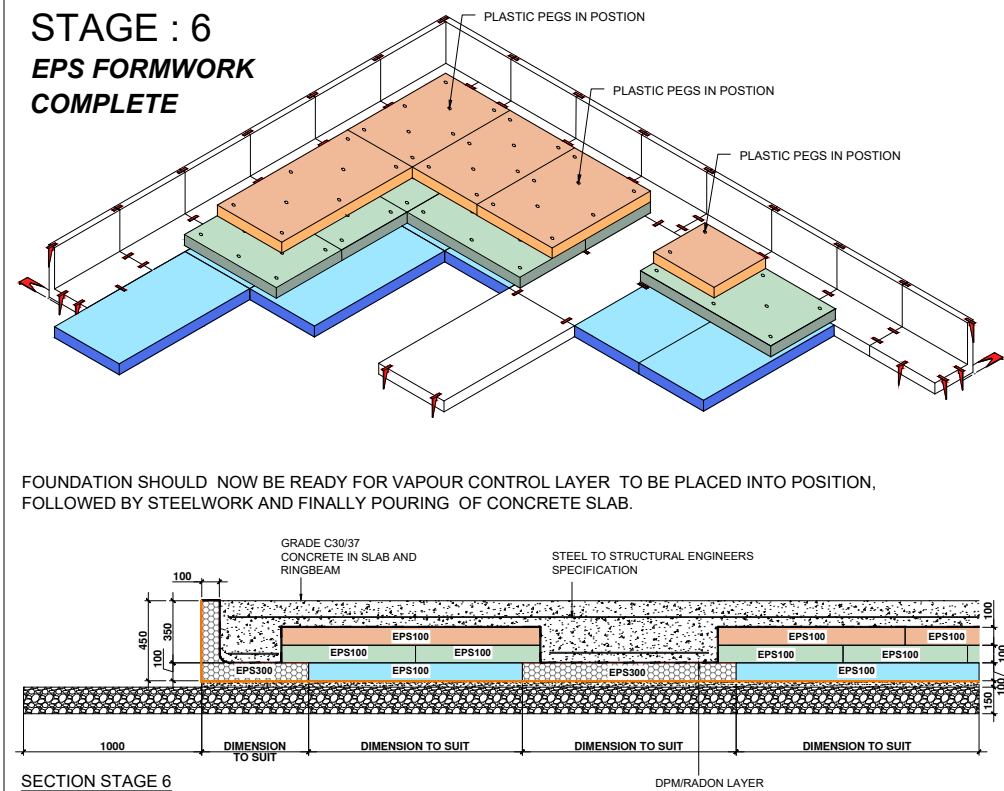 STAGE : 6
EPS FORMWORK
COMPLETE
PLASTIC PEGS IN POSTION
PLASTIC PEGS IN POSTION
PLASTIC PEGS IN POSTION
FOUNDATION SHOULD NOW BE READY FOR VAPOUR CONTROL LAYER TO BE PLACED INTO POSITION,
FOLLOWED BY STEELWORK AND FINALLY POURING OF CONCRETE SLAB.
GRADE C30/37
CONCRETE IN SLAB AND
RINGBEAM
STEEL TO STRUCTURAL ENGINEERS
SPECIFICATION
100
450
350
100
EPS100
EPS100
EPS100
EPS100
EPS100
EPS100
EPS100
EPS300
EPS100
EPS300
EPS100
100
100
100
150
1000
DIMENSION
TO SUIT
DIMENSION TO SUIT
DIMENSION TO SUIT
DIMENSION TO SUIT
SECTION STAGE 6
DPM/RADON LAYER